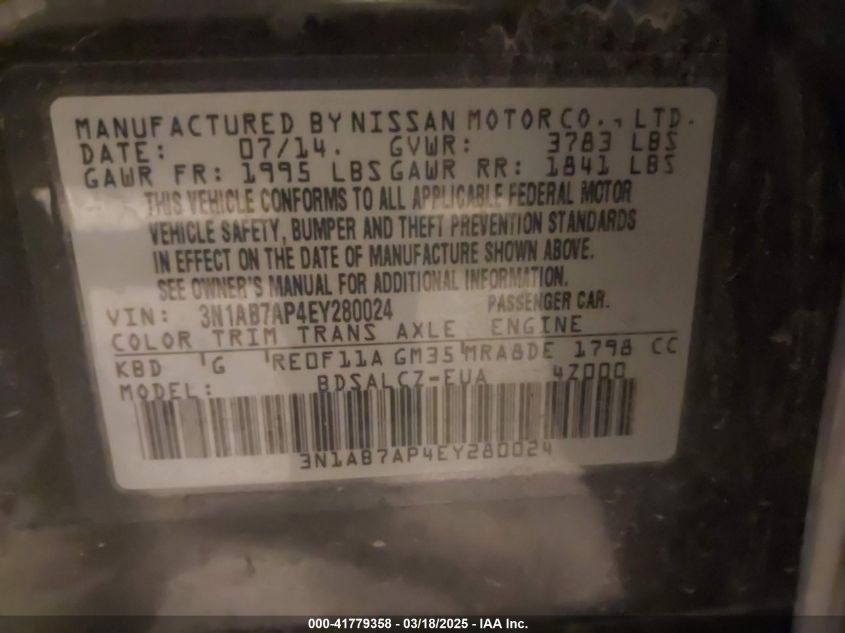 MANUFACTURED BY NISSAN MOTOR CO., LTD.
DATE: 07/14. GVWR: 3783 LBS
GAWR FR: 1995 LBS GAWR RR: 1841 LBS
THIS VEHICLE CONFORMS TO ALL APPLICABLE FEDERAL MOTOR
VEHICLE SAFETY, BUMPER AND THEFT PREVENTION STANDARDS
IN EFFECT ON THE DATE OF MANUFACTURE SHOWN ABOVE.
SEE OWNER'S MANUAL FOR ADDITIONAL INFORMATION.
VIN: 3N1AB7AP4EY280024 PASSENGER CAR.
COLOR TRIM TRANS AXLE ENGINE
KBD G RE0F11A GM35 MRA8DE 1798 CC
MODEL: BDSALCZ-EUA 4Z000
3N1AB7AP4EY280024
000-41779358 - 03/18/2025 - IAA Inc.